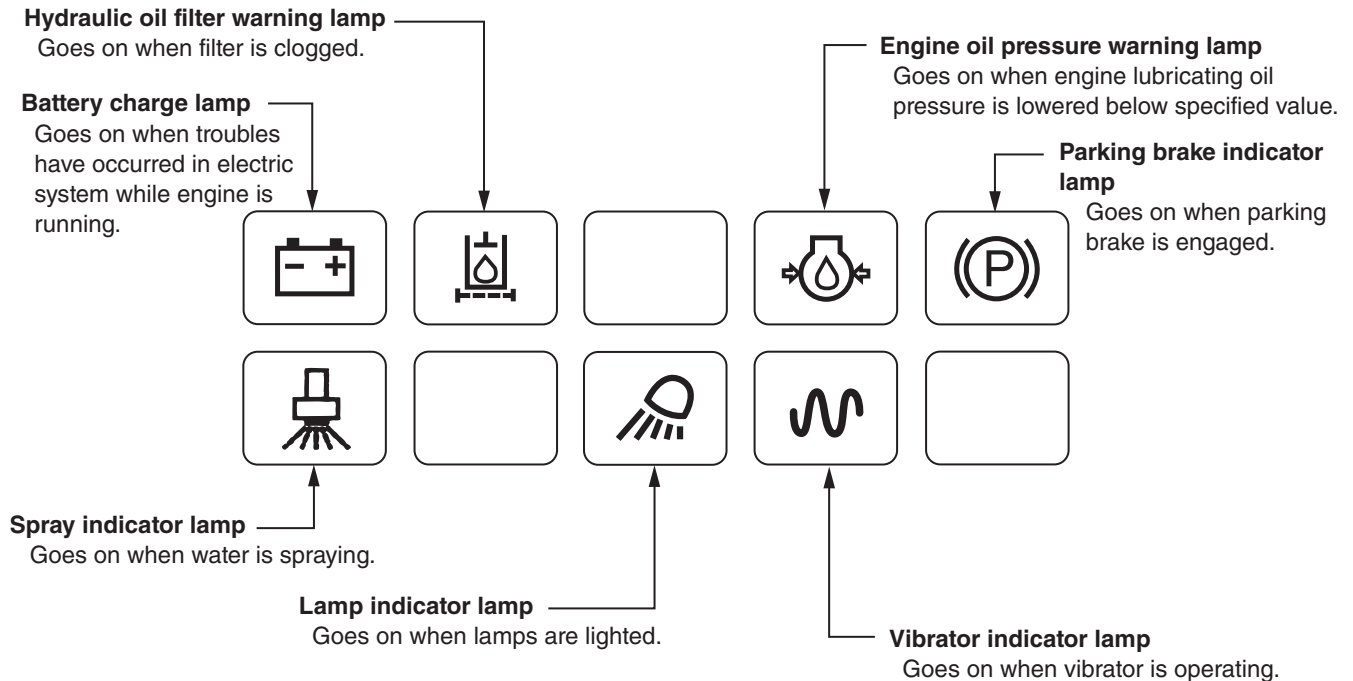 Hydraulic oil filter warning lamp
Goes on when filter is clogged.
Battery charge lamp
Goes on when troubles
have occurred in electric
system while engine is
running.
Engine oil pressure warning lamp
Goes on when engine lubricating oil
pressure is lowered below specified value.
Parking brake indicator
lamp
Goes on when parking
brake is engaged.
- +
P
Spray indicator lamp
Goes on when water is spraying.
Lamp indicator lamp
Goes on when lamps are lighted.
Vibrator indicator lamp
Goes on when vibrator is operating.